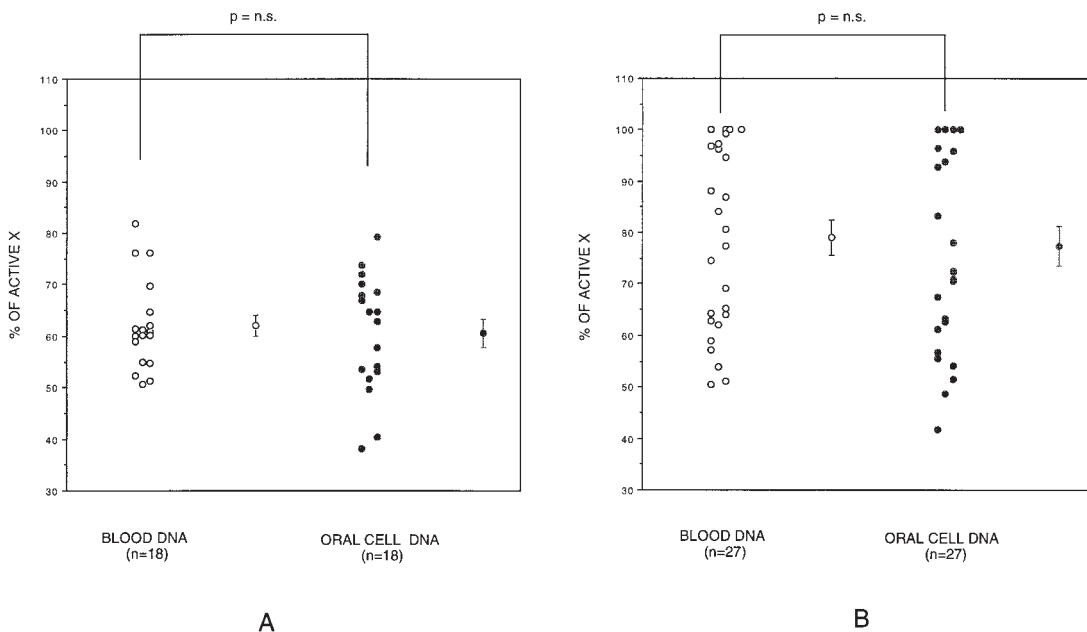 p = n.s.
110
100
90
80
70
60
50
40
30
% OF ACTIVE X
BLOOD DNA
(n=18)
ORAL CELL DNA
(n=18)
A
p = n.s.
110
100
90
80
70
60
50
40
30
% OF ACTIVE X
BLOOD DNA
(n=27)
ORAL CELL DNA
(n=27)
B